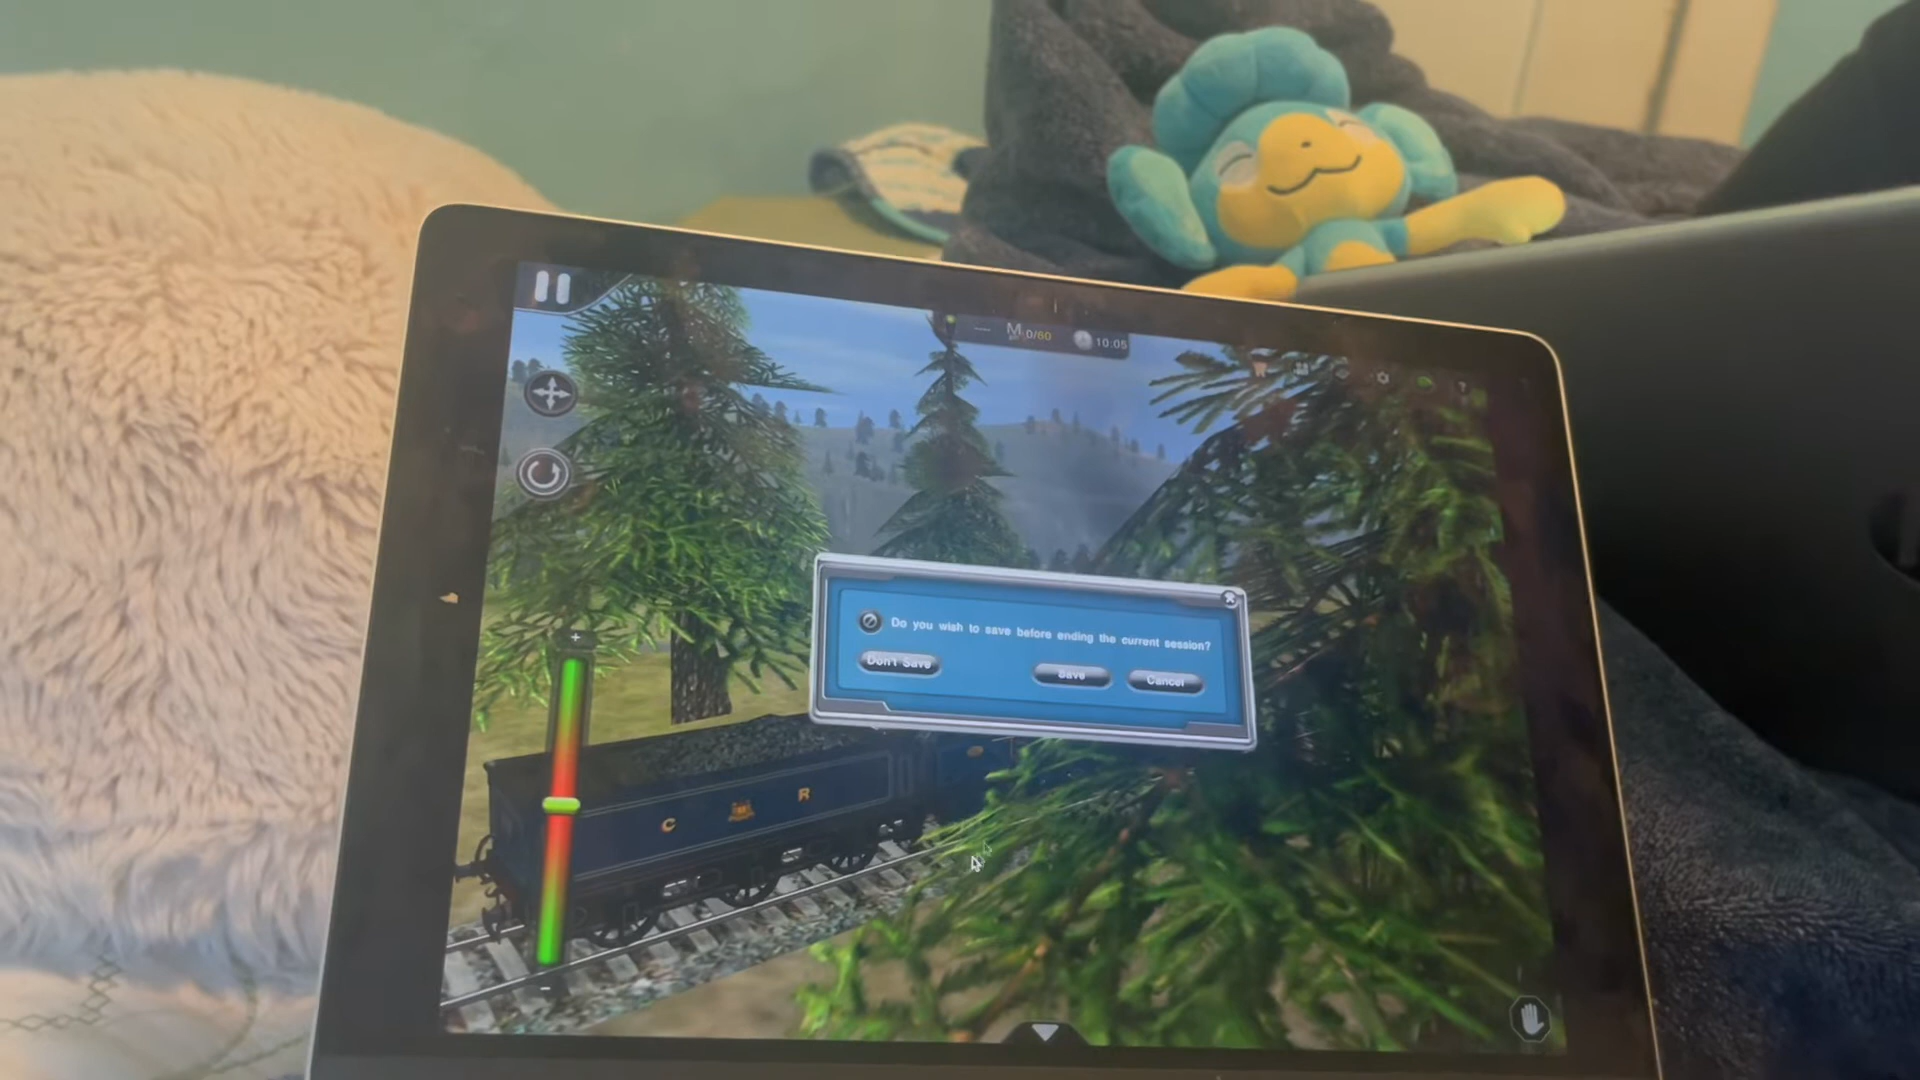 M 0/60 10:05
?
+
Do you wish to save before ending the current session?
Don't Save Save Cancel
C R
-